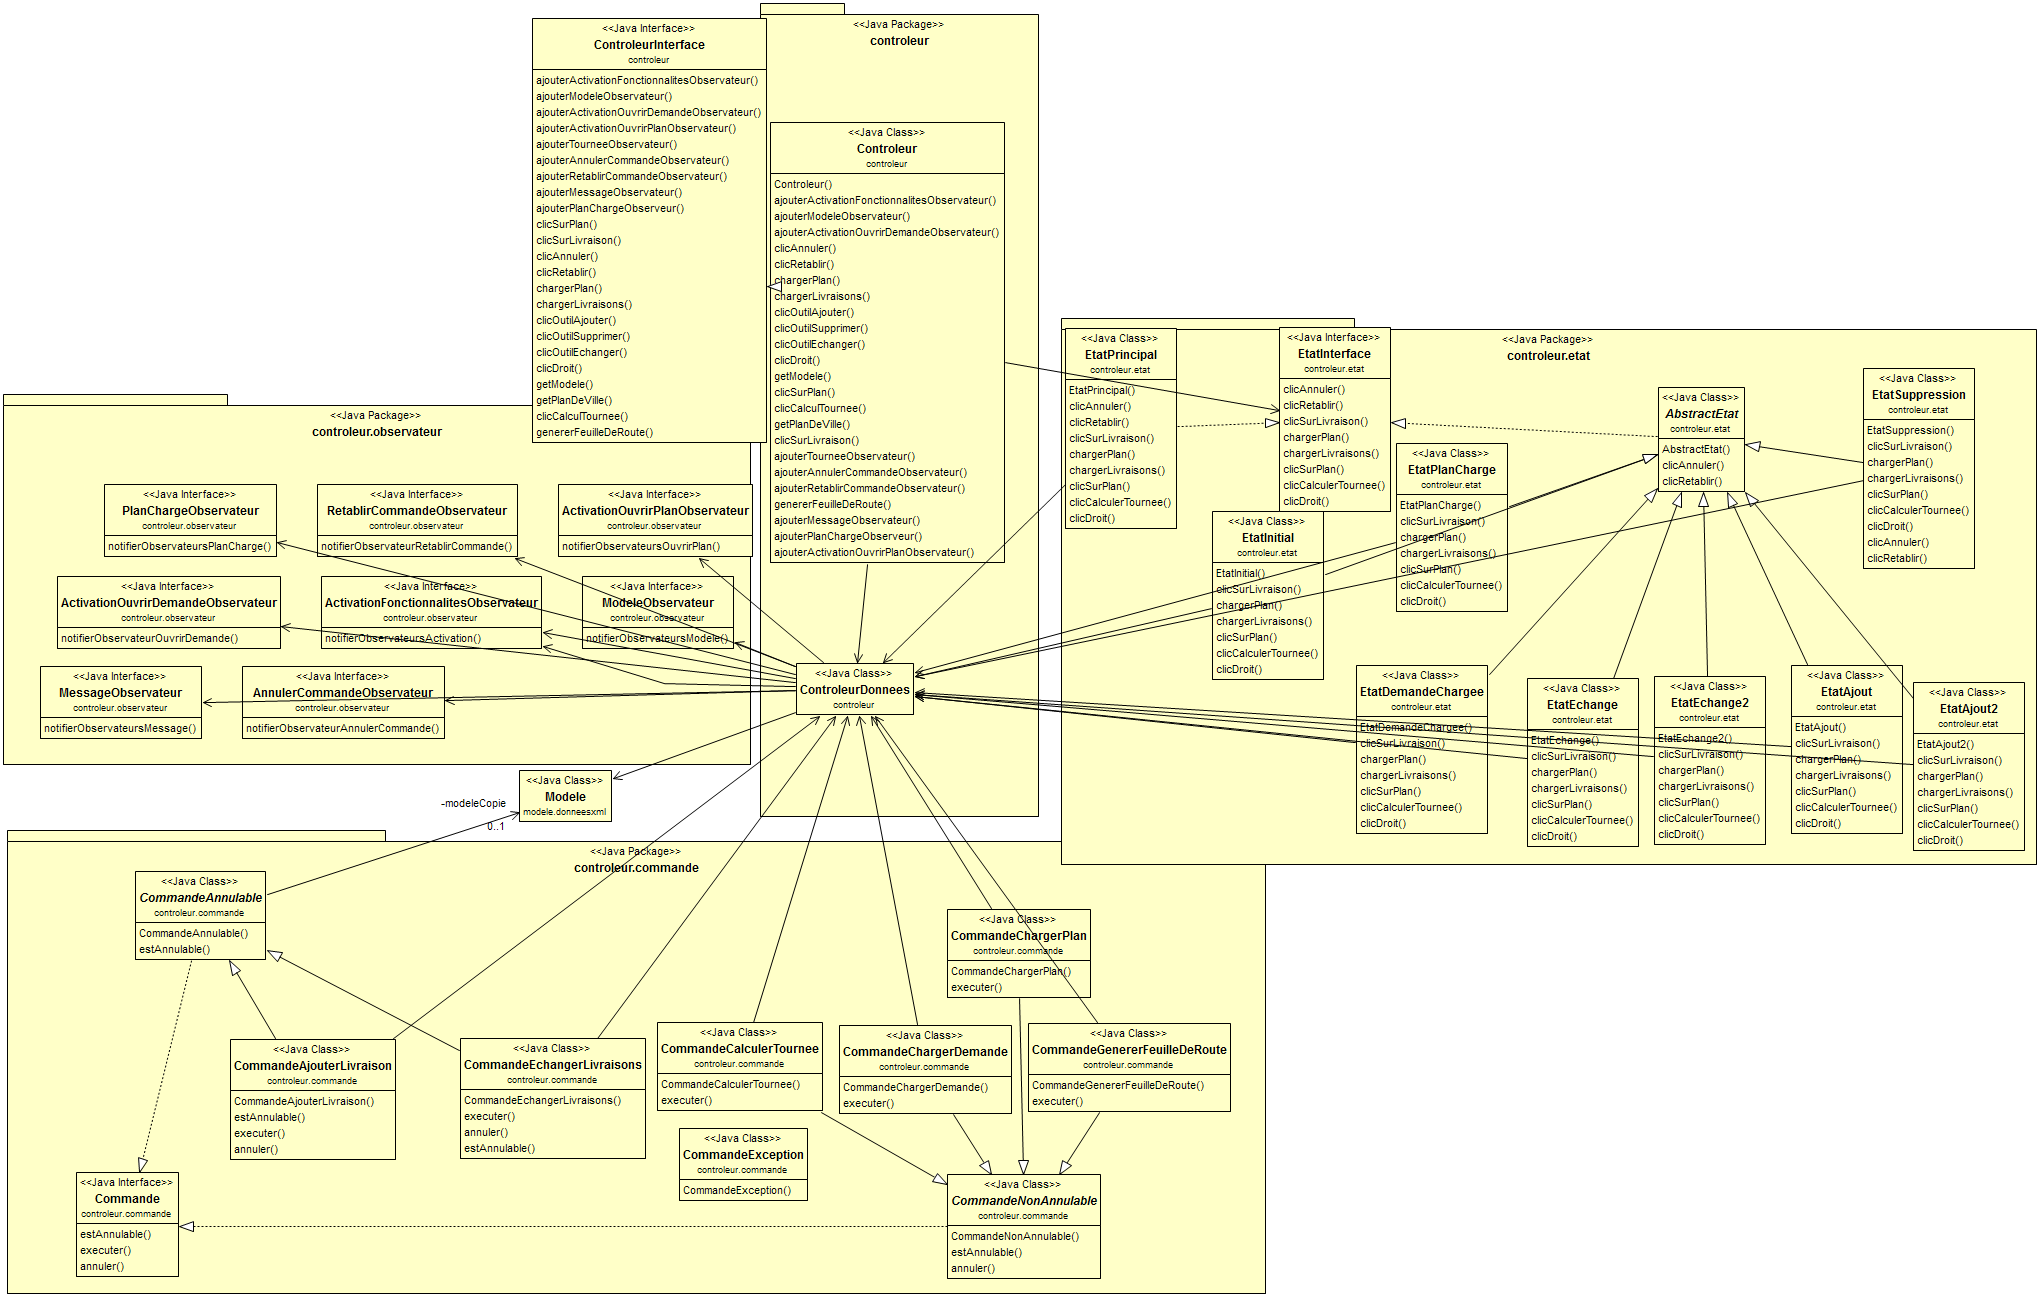 <<Java Interface>>
ControleurInterface
controleur
ajouterActivationFonctionnalitesObservateur()
ajouterModeleObservateur()
ajouterActivationOuvrirDemandeObservateur()
ajouterActivationOuvrirPlanObservateur()
ajouterTourneeObservateur()
ajouterAnnulerCommandeObservateur()
ajouterRetablirCommandeObservateur()
ajouterMessageObservateur()
ajouterPlanChargeObserveur()
clicSurPlan()
clicSurLivraison()
clicAnnuler()
clicRetablir()
chargerPlan()
chargerLivraisons()
clicOutilAjouter()
clicOutilSupprimer()
clicOutilEchanger()
clicDroit()
getModele()
getPlanDeVille()
clicCalculTournee()
genererFeuilleDeRoute()
<<Java Package>>
controleur
<<Java Class>>
Controleur
controleur
Controleur()
ajouterActivationFonctionnalitesObservateur()
ajouterModeleObservateur()
ajouterActivationOuvrirDemandeObservateur()
clicAnnuler()
clicRetablir()
chargerPlan()
chargerLivraisons()
clicOutilAjouter()
clicOutilSupprimer()
clicOutilEchanger()
clicDroit()
getModele()
clicSurPlan()
clicCalculTournee()
getPlanDeVille()
clicSurLivraison()
ajouterTourneeObservateur()
ajouterAnnulerCommandeObservateur()
ajouterRetablirCommandeObservateur()
genererFeuilleDeRoute()
ajouterMessageObservateur()
ajouterPlanChargeObserveur()
ajouterActivationOuvrirPlanObservateur()
<<Java Package>>
controleur.observateur
<<Java Interface>>
PlanChargeObservateur
controleur.observateur
notifierObservateursPlanCharge()
<<Java Interface>>
RetablirCommandeObservateur
controleur.observateur
notifierObservateurRetablirCommande()
<<Java Interface>>
ActivationOuvrirPlanObservateur
controleur.observateur
notifierObservateursOuvrirPlan()
<<Java Interface>>
ActivationOuvrirDemandeObservateur
controleur.observateur
notifierObservateurOuvrirDemande()
<<Java Interface>>
ActivationFonctionnalitesObservateur
controleur.observateur
notifierObservateursActivation()
<<Java Interface>>
ModeleObservateur
controleur.observateur
notifierObservateursModele()
<<Java Interface>>
MessageObservateur
controleur.observateur
notifierObservateursMessage()
<<Java Interface>>
AnnulerCommandeObservateur
controleur.observateur
notifierObservateurAnnulerCommande()
<<Java Class>>
ControleurDonnees
controleur
<<Java Class>>
Modele
modele.donneesxml
-modeleCopie
0..1
<<Java Package>>
controleur.etat
<<Java Class>>
EtatPrincipal
controleur.etat
EtatPrincipal()
clicAnnuler()
clicRetablir()
clicSurLivraison()
chargerPlan()
chargerLivraisons()
clicSurPlan()
clicCalculerTournee()
clicDroit()
<<Java Interface>>
EtatInterface
controleur.etat
clicAnnuler()
clicRetablir()
clicSurLivraison()
chargerPlan()
chargerLivraisons()
clicSurPlan()
clicCalculerTournee()
clicDroit()
<<Java Class>>
EtatInitial
controleur.etat
EtatInitial()
clicSurLivraison()
chargerPlan()
chargerLivraisons()
clicSurPlan()
clicCalculerTournee()
clicDroit()
<<Java Class>>
EtatPlanCharge
controleur.etat
EtatPlanCharge()
clicSurLivraison()
chargerPlan()
chargerLivraisons()
clicSurPlan()
clicCalculerTournee()
clicDroit()
<<Java Class>>
AbstractEtat
controleur.etat
AbstractEtat()
clicAnnuler()
clicRetablir()
<<Java Class>>
EtatSuppression
controleur.etat
EtatSuppression()
clicSurLivraison()
chargerPlan()
chargerLivraisons()
clicSurPlan()
clicCalculerTournee()
clicDroit()
clicAnnuler()
clicRetablir()
<<Java Class>>
EtatDemandeChargee
controleur.etat
EtatDemandeChargee()
clicSurLivraison()
chargerPlan()
chargerLivraisons()
clicSurPlan()
clicCalculerTournee()
clicDroit()
<<Java Class>>
EtatEchange
controleur.etat
EtatEchange()
clicSurLivraison()
chargerPlan()
chargerLivraisons()
clicSurPlan()
clicCalculerTournee()
clicDroit()
<<Java Class>>
EtatEchange2
controleur.etat
EtatEchange2()
clicSurLivraison()
chargerPlan()
chargerLivraisons()
clicSurPlan()
clicCalculerTournee()
clicDroit()
<<Java Class>>
EtatAjout
controleur.etat
EtatAjout()
clicSurLivraison()
chargerPlan()
chargerLivraisons()
clicSurPlan()
clicCalculerTournee()
clicDroit()
<<Java Class>>
EtatAjout2
controleur.etat
EtatAjout2()
clicSurLivraison()
chargerPlan()
chargerLivraisons()
clicSurPlan()
clicCalculerTournee()
clicDroit()
<<Java Package>>
controleur.commande
<<Java Class>>
CommandeAnnulable
controleur.commande
CommandeAnnulable()
estAnnulable()
<<Java Class>>
CommandeChargerPlan
controleur.commande
CommandeChargerPlan()
executer()
<<Java Class>>
CommandeAjouterLivraison
controleur.commande
CommandeAjouterLivraison()
estAnnulable()
executer()
annuler()
<<Java Class>>
CommandeEchangerLivraisons
controleur.commande
CommandeEchangerLivraisons()
executer()
annuler()
estAnnulable()
<<Java Class>>
CommandeCalculerTournee
controleur.commande
CommandeCalculerTournee()
executer()
<<Java Class>>
CommandeChargerDemande
controleur.commande
CommandeChargerDemande()
executer()
<<Java Class>>
CommandeGenererFeuilleDeRoute
controleur.commande
CommandeGenererFeuilleDeRoute()
executer()
<<Java Class>>
CommandeException
controleur.commande
CommandeException()
<<Java Interface>>
Commande
controleur.commande
estAnnulable()
executer()
annuler()
<<Java Class>>
CommandeNonAnnulable
controleur.commande
CommandeNonAnnulable()
estAnnulable()
annuler()